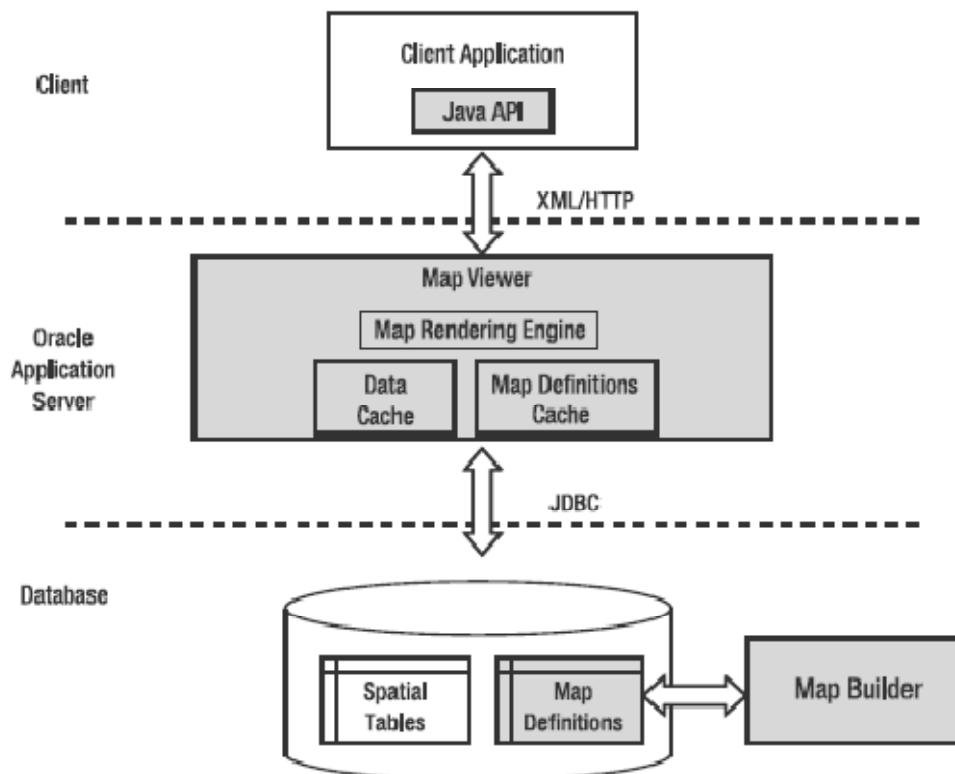 Client Application
Client
Java API
XML/HTTP
Map Viewer
Map Rendering Engine
Oracle
Application
Server
Data
Cache
Map Definitions
Cache
JDBC
Database
Spatial
Tables
Map
Definitions
Map Builder